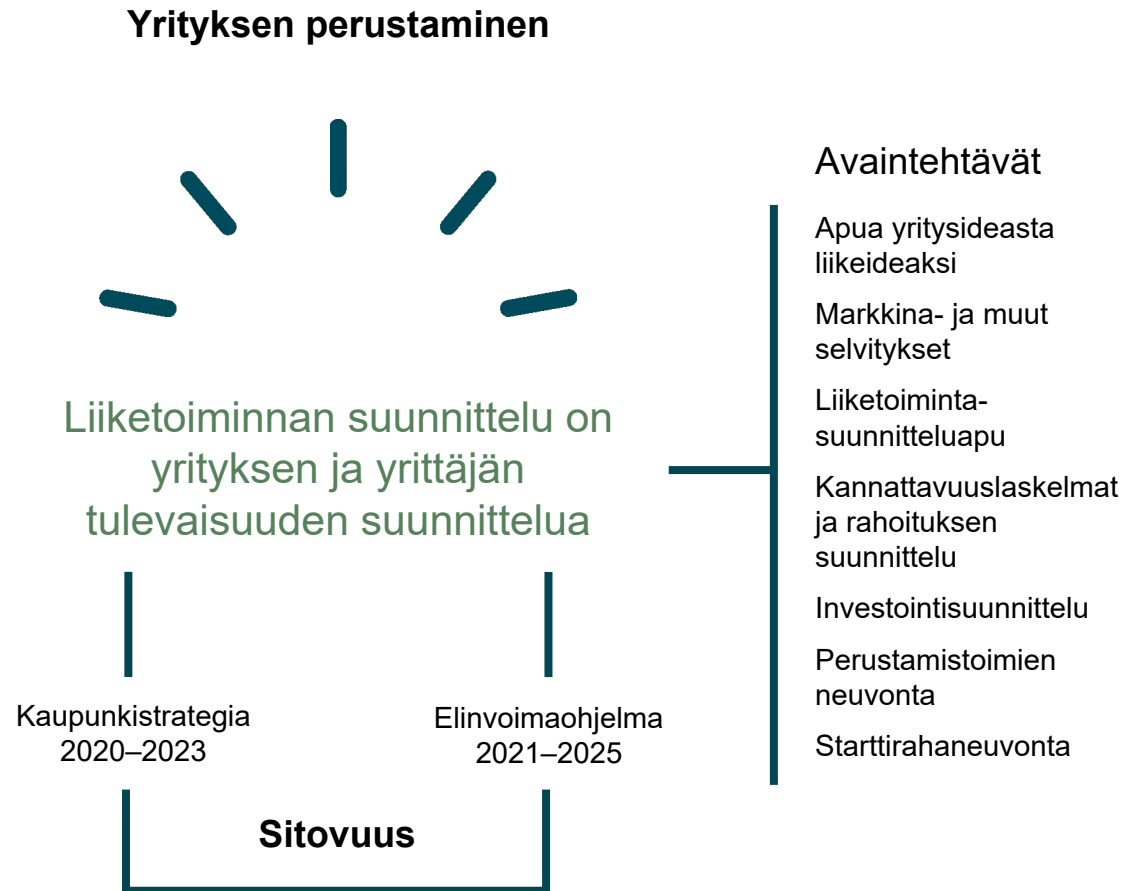 Yrityksen perustaminen
Liiketoiminnan suunnittelu on
yrityksen ja yrittäjän
tulevaisuuden suunnittelua
Kaupunkistrategia
2020–2023
Elinvoimaohjelma
2021–2025
Sitovuus
Avaintehtävät
Apua yritysideasta
liikeideaksi
Markkina- ja muut
selvitykset
Liiketoiminta-
suunnitteluapu
Kannattavuuslaskelmat
ja rahoituksen
suunnittelu
Investointisuunnittelu
Perustamistoimien
neuvonta
Starttirahaneuvonta